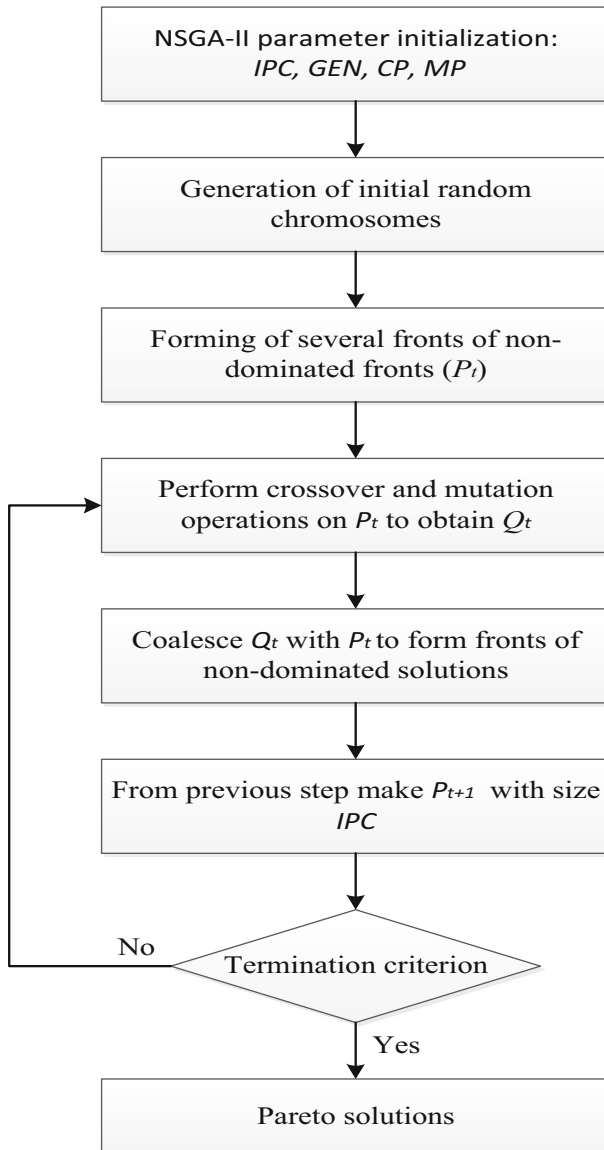 NSGA-II parameter initialization:
IPC, GEN, CP, MP
Generation of initial random
chromosomes
Forming of several fronts of non-
dominated fronts (Pt)
Perform crossover and mutation
operations on Pt to obtain Qt
Coalesce Qt with Pt to form fronts of
non-dominated solutions
From previous step make Pt+1 with size
IPC
No
Termination criterion
Yes
Pareto solutions